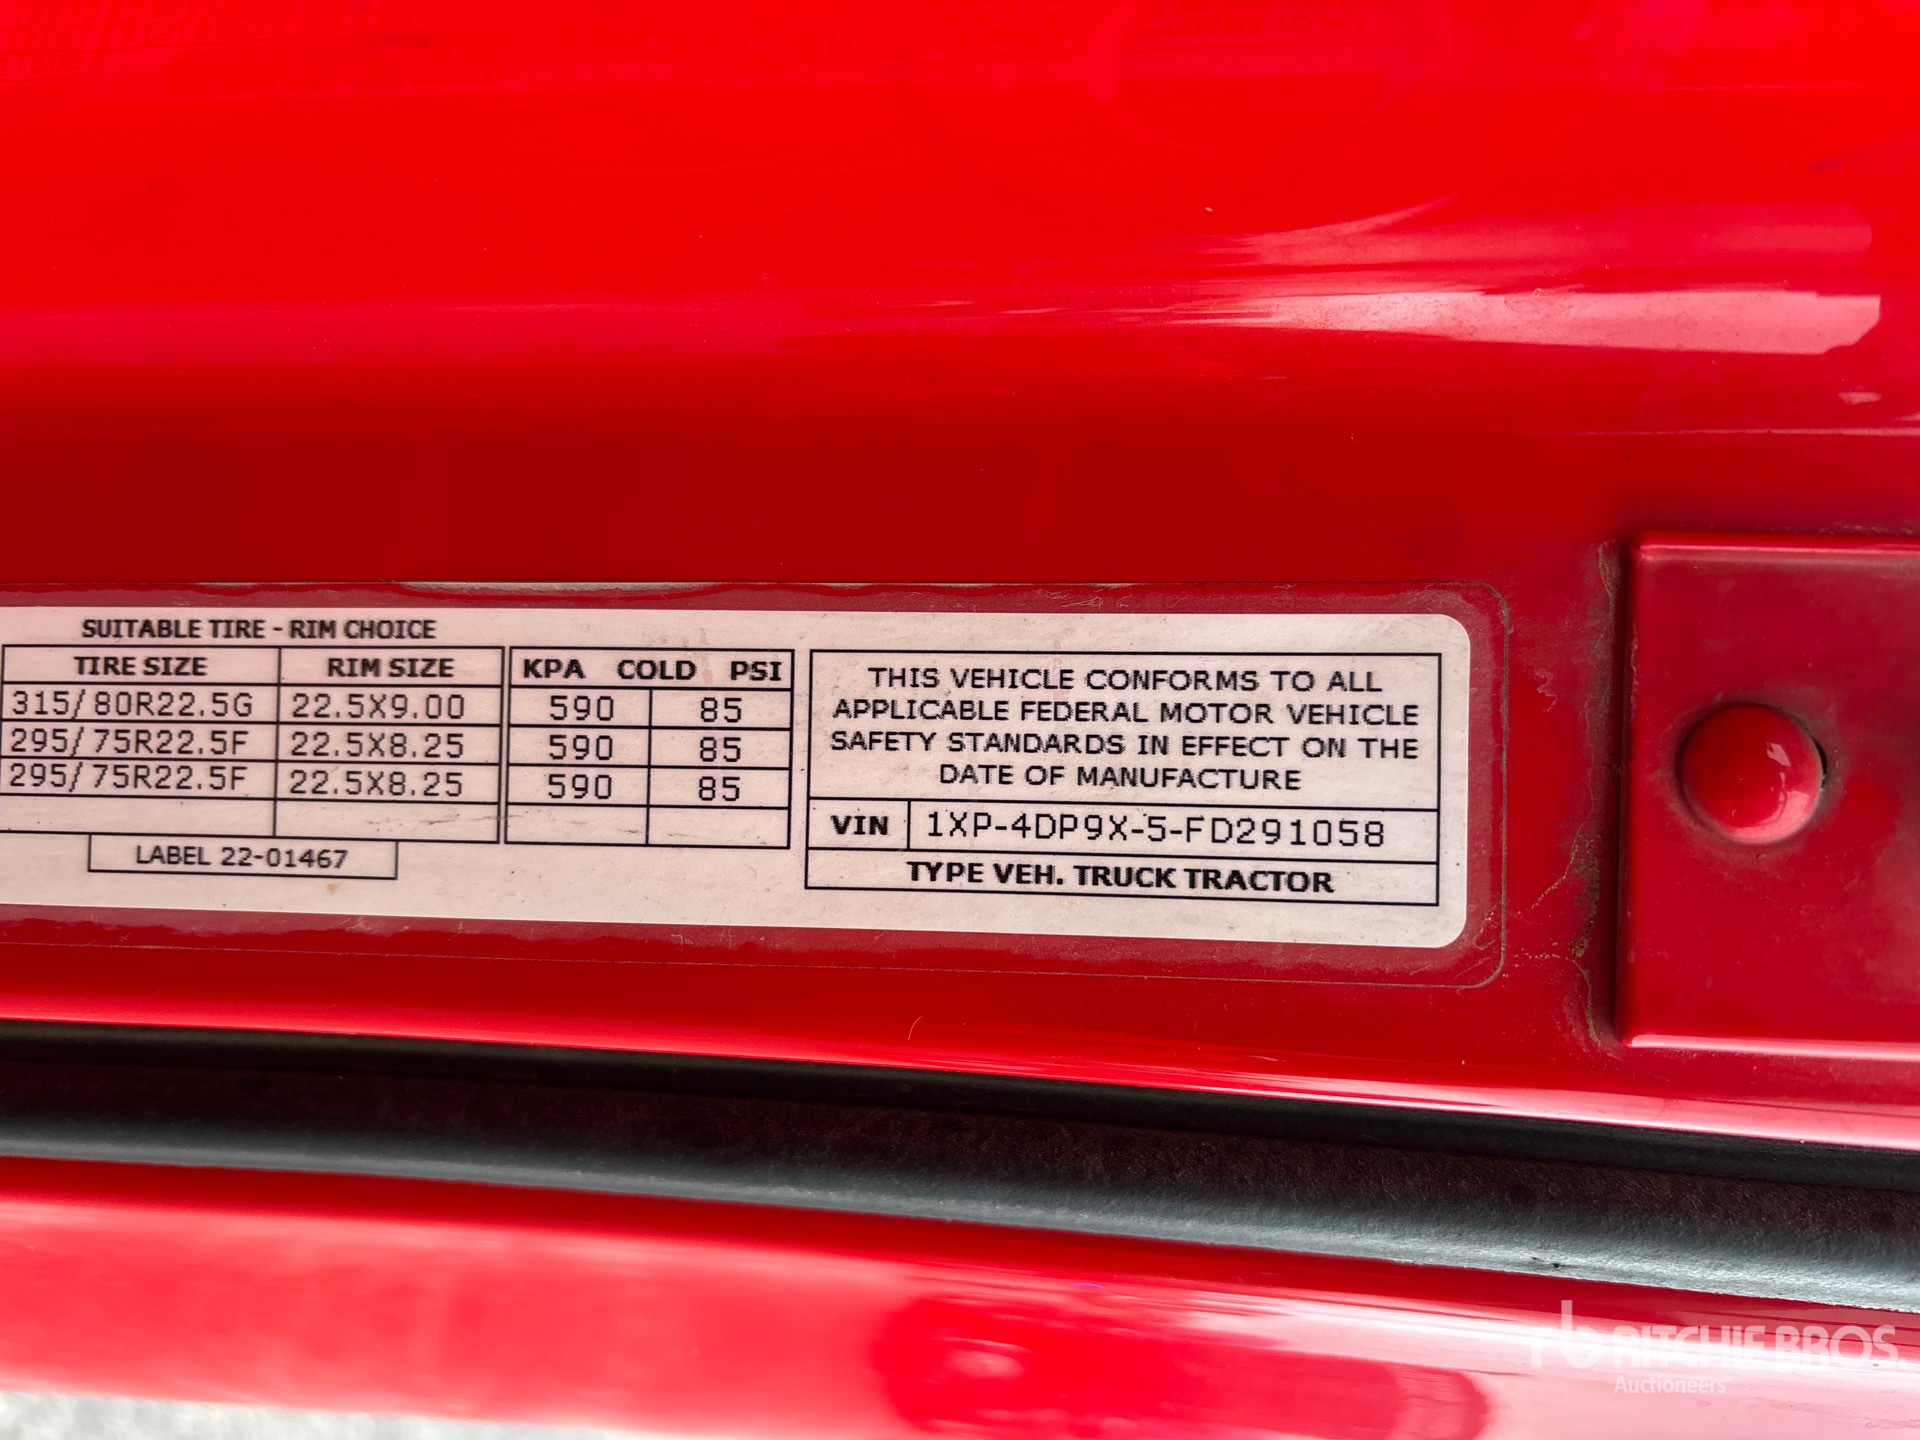 SUITABLE TIRE - RIM CHOICE
TIRE SIZE RIM SIZE KPA COLD PSI
315/80R22.5G 22.5X9.00 590 85
295/75R22.5F 22.5X8.25 590 85
295/75R22.5F 22.5X8.25 590 85
LABEL 22-01467
THIS VEHICLE CONFORMS TO ALL
APPLICABLE FEDERAL MOTOR VEHICLE
SAFETY STANDARDS IN EFFECT ON THE
DATE OF MANUFACTURE
VIN 1XP-4DP9X-5-FD291058
TYPE VEH. TRUCK TRACTOR
rb RITCHIE BROS
Auctioneers